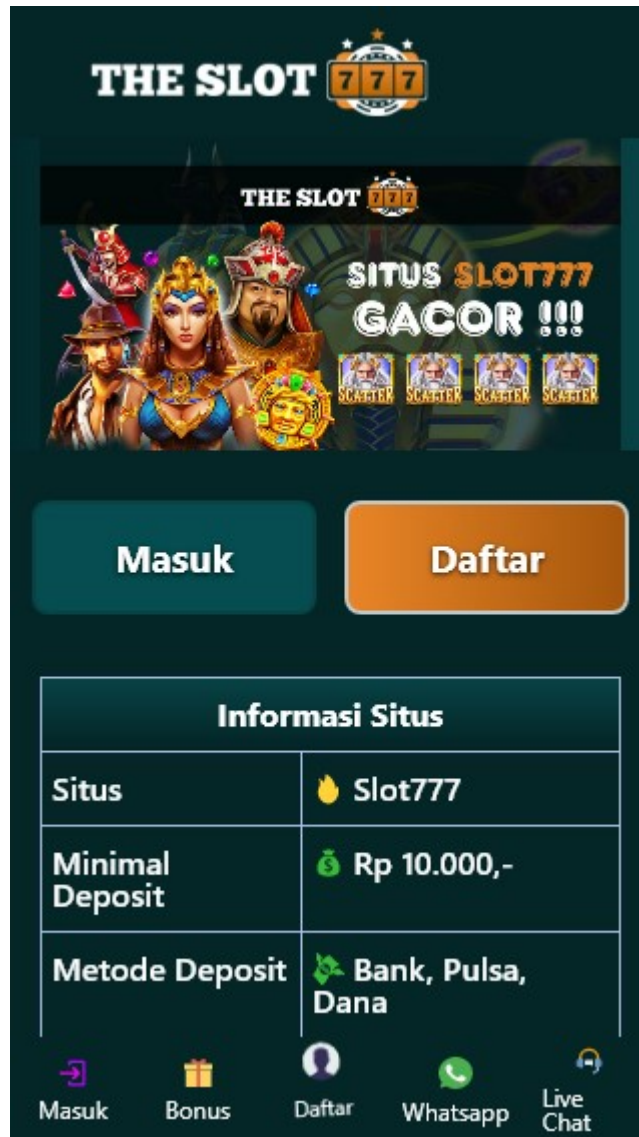 THE SLOT 777
THE SLOT 777
SITUS SLOT777
GACOR !!!
SCATTER SCATTER SCATTER SCATTER
Masuk Daftar
Informasi Situs
Situs Slot777
Minimal Rp 10.000,-
Deposit
Metode Deposit Bank, Pulsa,
Dana
Masuk Bonus Daftar Whatsapp Live
Chat